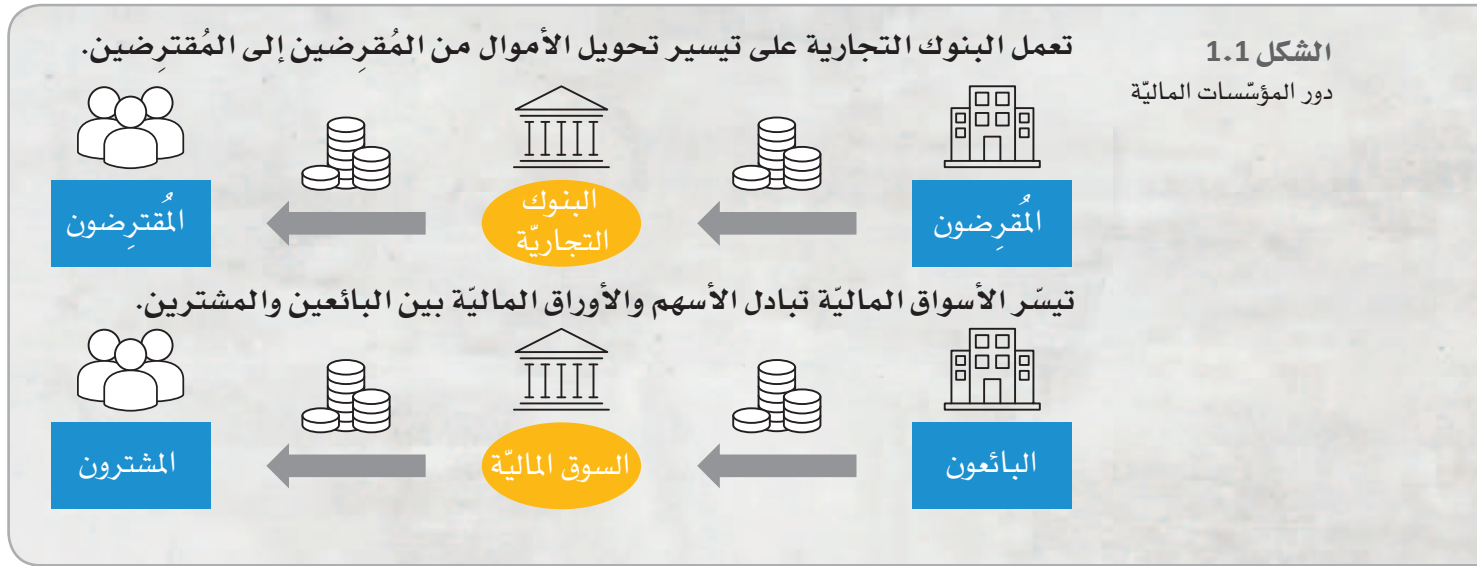 الشكل 1.1
دور المؤسّسات الماليّة
تعمل البنوك التجارية على تيسير تحويل الأموال من المُقرِضين إلى المُقترِضين.
المُقرِضون
البنوك
التجاريّة
المُقترِضون
تيسّر الأسواق الماليّة تبادل الأسهم والأوراق الماليّة بين البائعين والمشترين.
البائعون
السوق الماليّة
المشترون